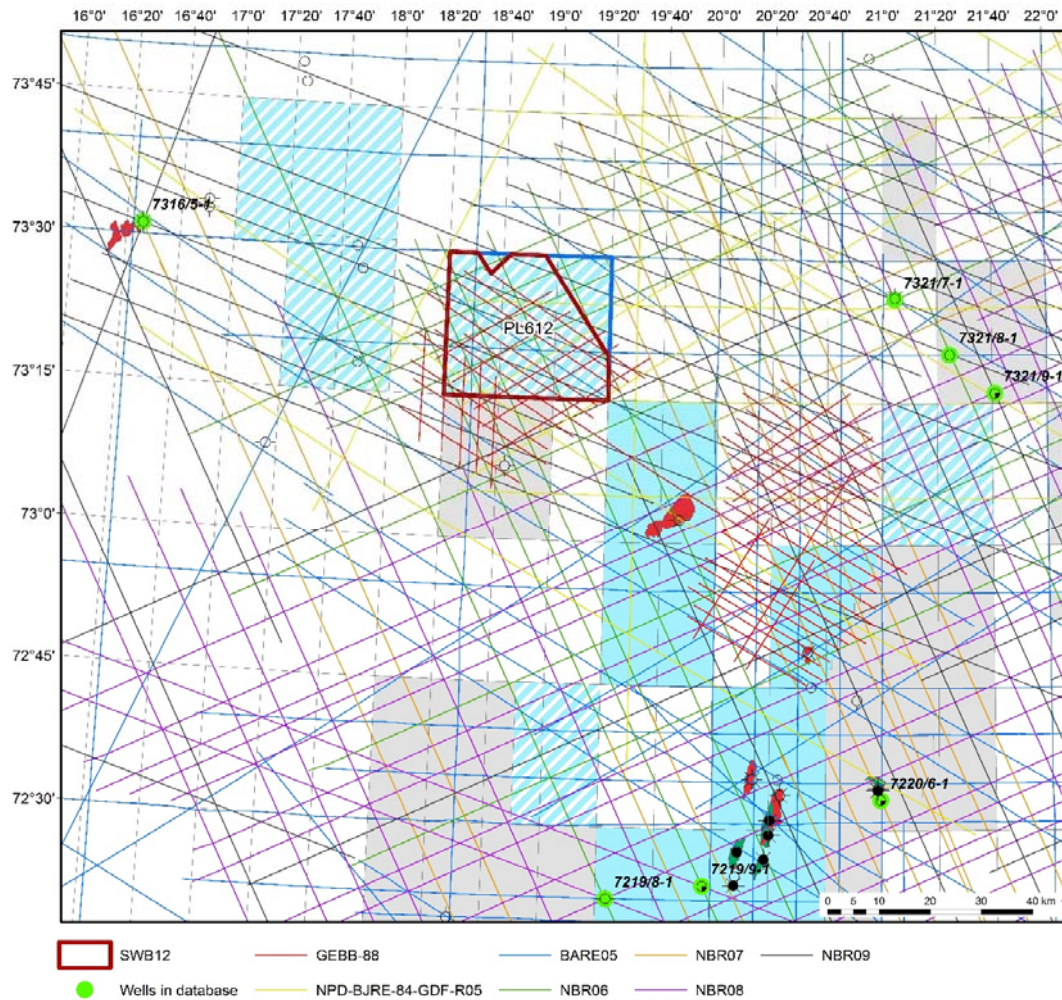 16°0' 16°20' 16°40' 17°0' 17°20' 17°40' 18°0' 18°20' 18°40' 19°0' 19°20' 19°40' 20°0' 20°20' 20°40' 21°0' 21°20' 21°40' 22°0'
73°45'
7316/5-1
73°30'
7321/7-1
PL612
7321/8-1
73°15'
7321/9-1
73°0'
72°45'
72°30'
7220/6-1
7219/8-1
7219/9-1
0 5 10 20 30 40 km
SWB12 GEBB-88 BARE05 NBR07 NBR09
Wells in database NPD-BJRE-84-GDF-R05 NBR06 NBR08